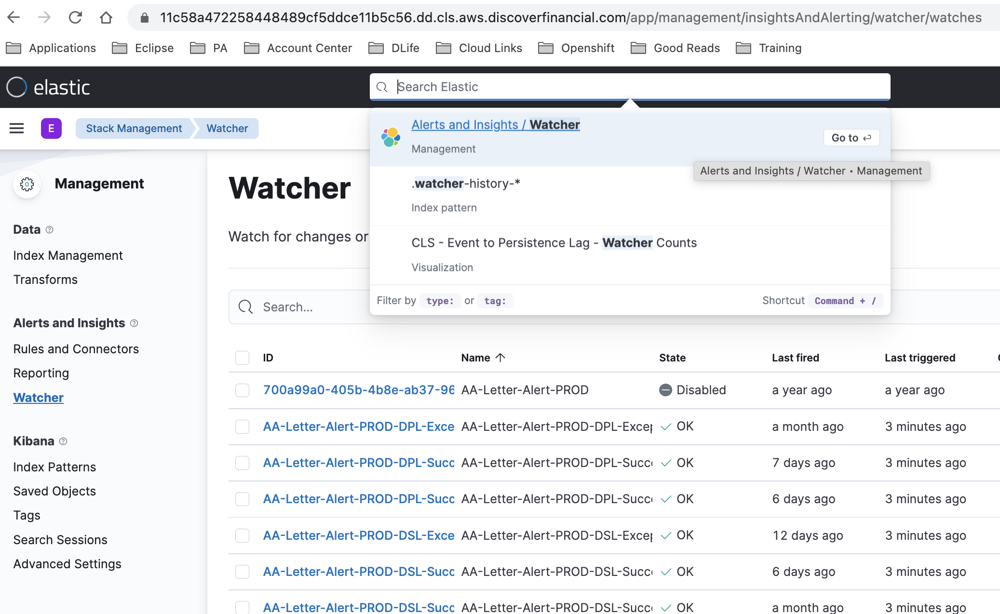 11c58a472258448489cf5ddce11b5c56.dd.cls.aws.discoverfinancial.com/app/management/insightsAndAlerting/watcher/watches
Applications Eclipse PA Account Center DLife Cloud Links Openshift Good Reads Training
elastic
Search Elastic
E Stack Management Watcher
Alerts and Insights / Watcher
Management
Go to
Alerts and Insights / Watcher • Management
.watcher-history-*
Index pattern
CLS - Event to Persistence Lag - Watcher Counts
Visualization
Filter by type: or tag: Shortcut Command + /
Management
Data
Index Management
Transforms
Alerts and Insights
Rules and Connectors
Reporting
Watcher
Kibana
Index Patterns
Saved Objects
Tags
Search Sessions
Advanced Settings
Watcher
Watch for changes or
Search...
ID Name State Last fired Last triggered
700a99a0-405b-4b8e-ab37-96 AA-Letter-Alert-PROD Disabled a year ago a year ago
AA-Letter-Alert-PROD-DPL-Exce AA-Letter-Alert-PROD-DPL-Excep OK a month ago 3 minutes ago
AA-Letter-Alert-PROD-DPL-Succ AA-Letter-Alert-PROD-DPL-Succe OK 7 days ago 3 minutes ago
AA-Letter-Alert-PROD-DPL-Succ AA-Letter-Alert-PROD-DPL-Succe OK 6 days ago 3 minutes ago
AA-Letter-Alert-PROD-DSL-Exce AA-Letter-Alert-PROD-DSL-Excep OK 12 days ago 3 minutes ago
AA-Letter-Alert-PROD-DSL-Succ AA-Letter-Alert-PROD-DSL-Succe OK 6 days ago 3 minutes ago
AA-Letter-Alert-PROD-DSL-Succ AA-Letter-Alert-PROD-DSL-Succe OK a month ago 3 minutes ago